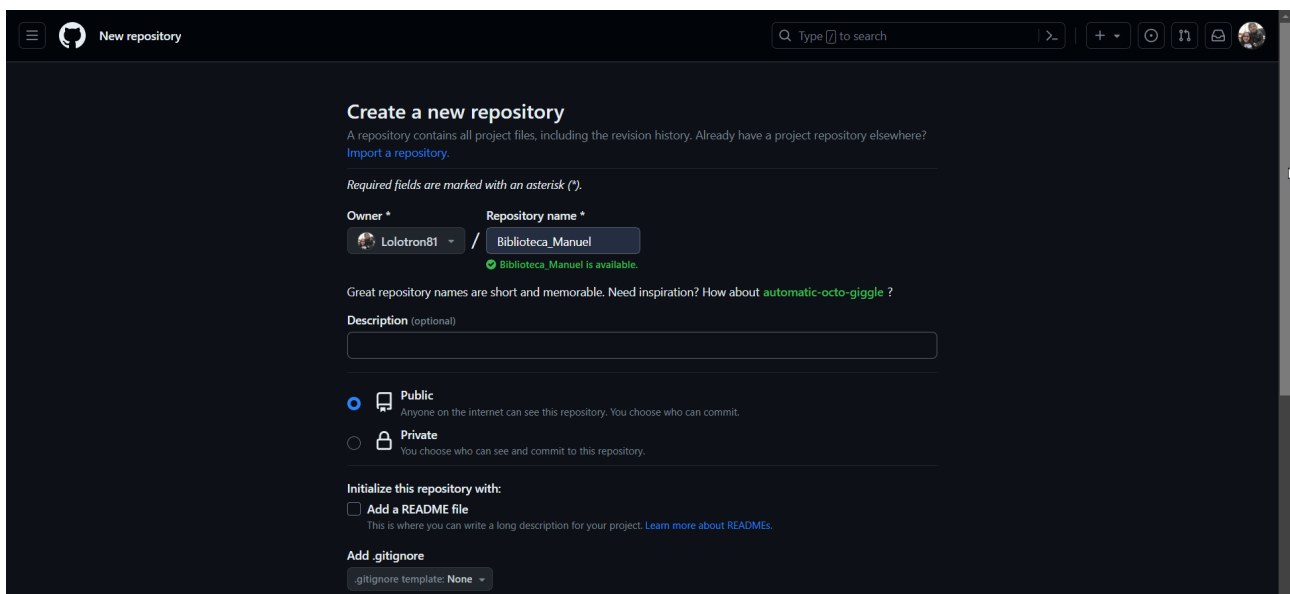 New repository
Type / to search
Create a new repository
A repository contains all project files, including the revision history. Already have a project repository elsewhere?
Import a repository.
Required fields are marked with an asterisk (*).
Owner * Repository name *
Lolotron81 / Biblioteca_Manuel
Biblioteca_Manuel is available.
Great repository names are short and memorable. Need inspiration? How about automatic-octo-giggle ?
Description (optional)
Public
Anyone on the internet can see this repository. You choose who can commit.
Private
You choose who can see and commit to this repository.
Initialize this repository with:
Add a README file
This is where you can write a long description for your project. Learn more about READMEs.
Add .gitignore
.gitignore template: None